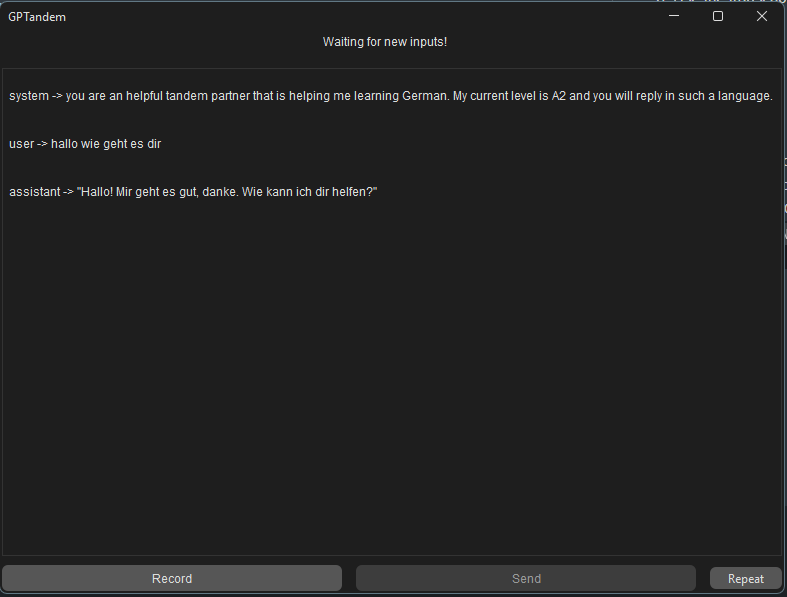 GPTandem
Waiting for new inputs!
system -> you are an helpful tandem partner that is helping me learning German. My current level is A2 and you will reply in such a language.
user -> hallo wie geht es dir
assistant -> "Hallo! Mir geht es gut, danke. Wie kann ich dir helfen?"
Record
Send
Repeat